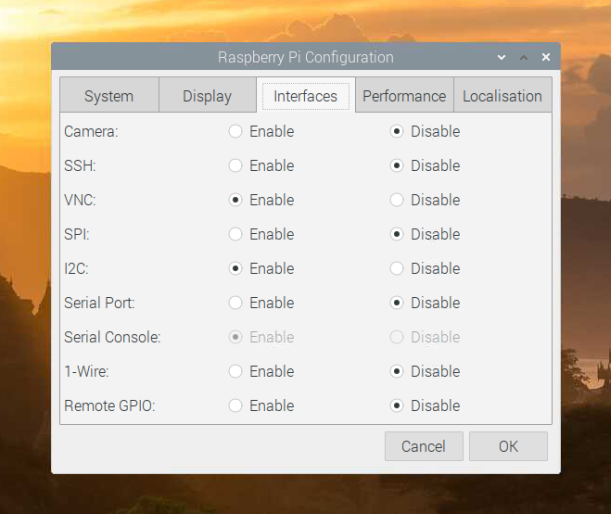 Raspberry Pi Configuration
System Display Interfaces Performance Localisation
Camera: Enable Disable
SSH: Enable Disable
VNC: Enable Disable
SPI: Enable Disable
I2C: Enable Disable
Serial Port: Enable Disable
Serial Console: Enable Disable
1-Wire: Enable Disable
Remote GPIO: Enable Disable
Cancel OK